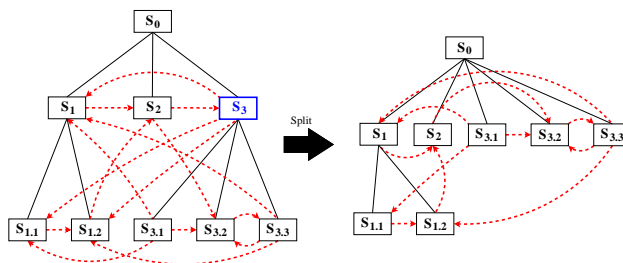 S0
S1 S2 S3
S1.1 S1.2 S3.1 S3.2 S3.3
Split
S0
S1 S2 S3.1 S3.2 S3.3
S1.1 S1.2